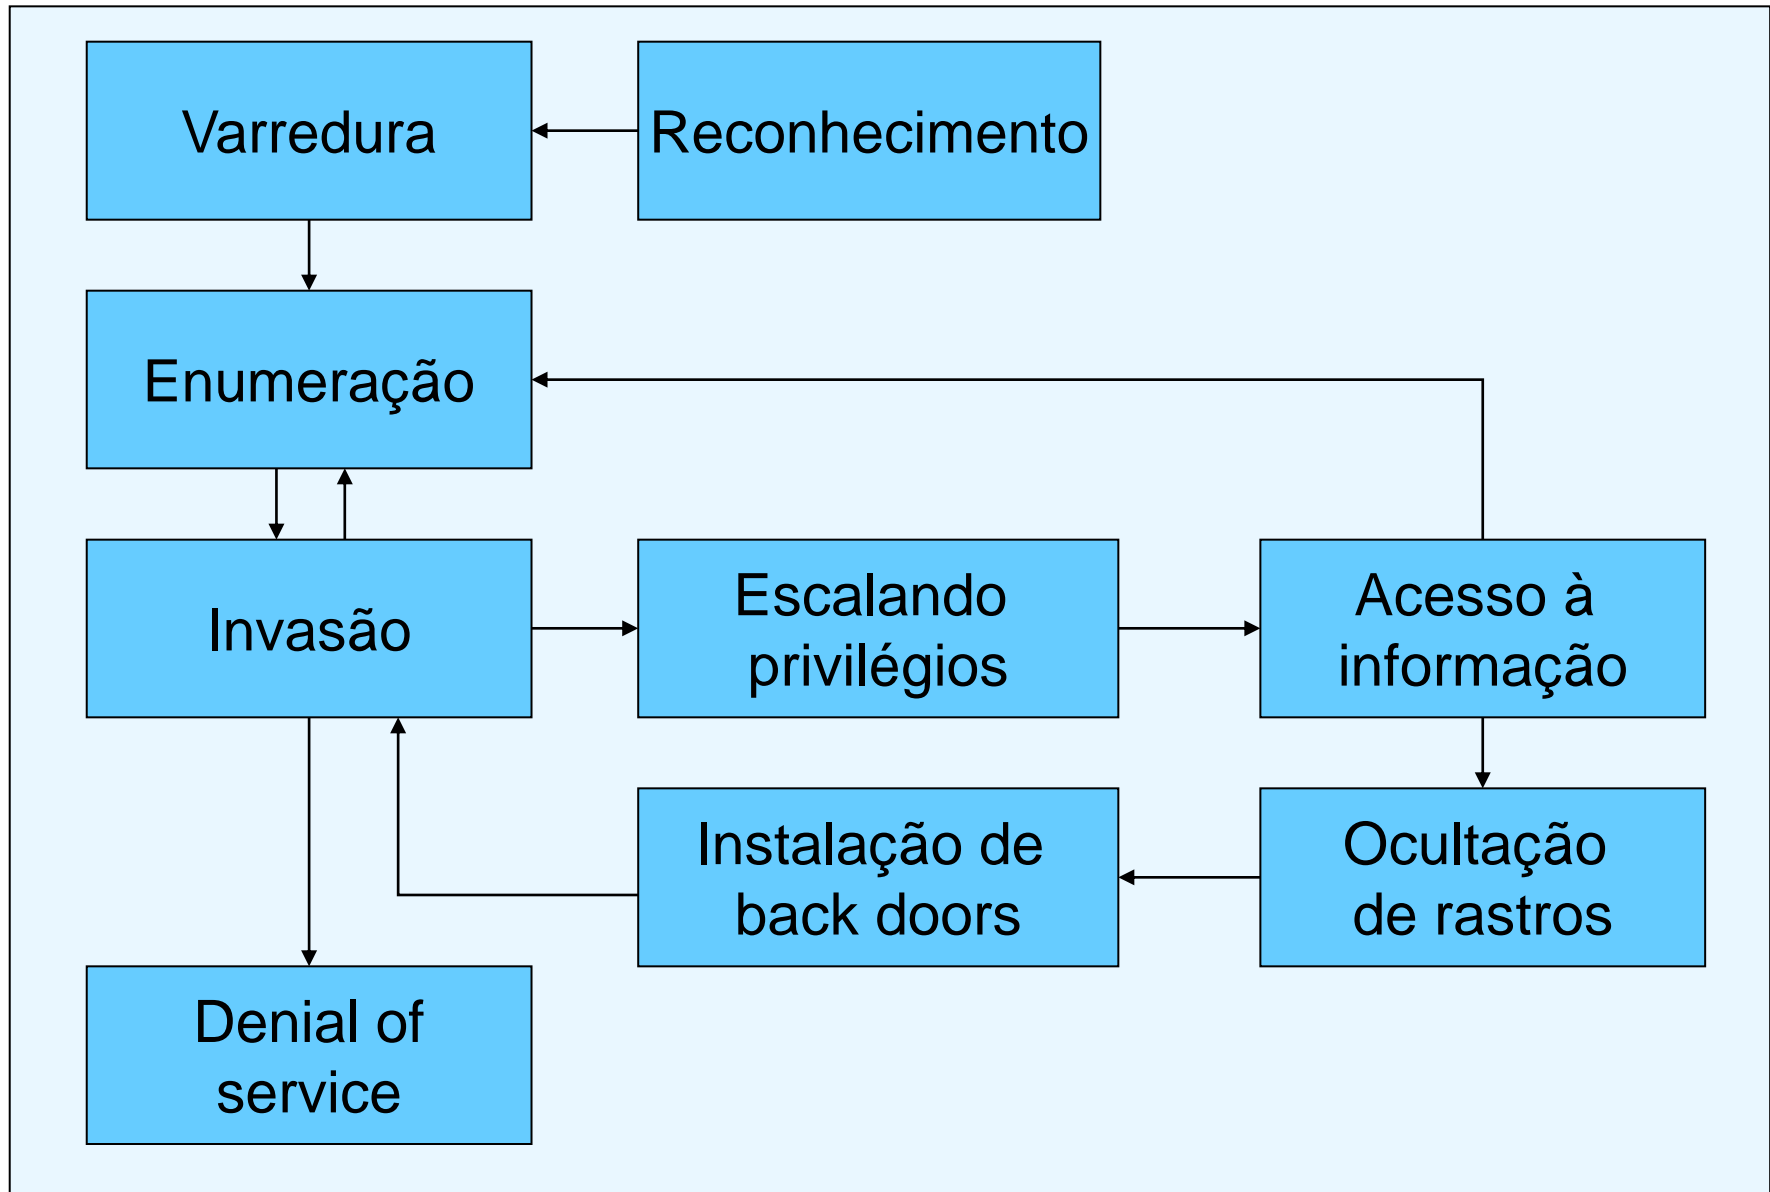 Varredura
Reconhecimento
Enumeração
Invasão
Escalando
privilégios
Acesso à
informação
Instalação de
back doors
Ocultação
de rastros
Denial of
service